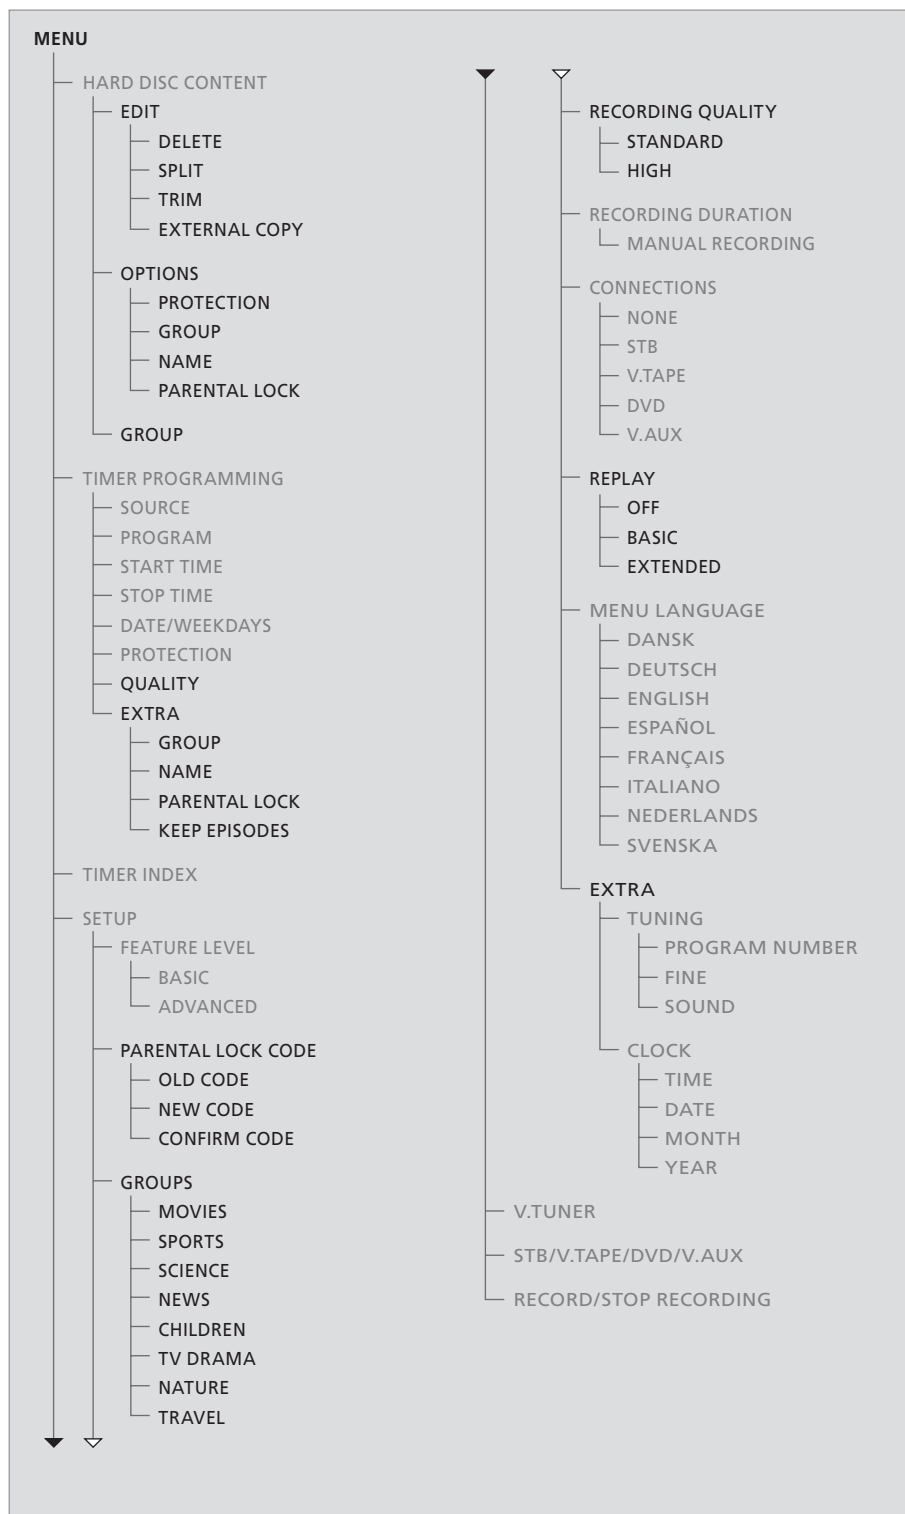 MENU
HARD DISC CONTENT
EDIT
DELETE
SPLIT
TRIM
EXTERNAL COPY
OPTIONS
PROTECTION
GROUP
NAME
PARENTAL LOCK
GROUP
TIMER PROGRAMMING
SOURCE
PROGRAM
START TIME
STOP TIME
DATE/WEEKDAYS
PROTECTION
QUALITY
EXTRA
GROUP
NAME
PARENTAL LOCK
KEEP EPISODES
TIMER INDEX
SETUP
FEATURE LEVEL
BASIC
ADVANCED
PARENTAL LOCK CODE
OLD CODE
NEW CODE
CONFIRM CODE
GROUPS
MOVIES
SPORTS
SCIENCE
NEWS
CHILDREN
TV DRAMA
NATURE
TRAVEL
RECORDING QUALITY
STANDARD
HIGH
RECORDING DURATION
MANUAL RECORDING
CONNECTIONS
NONE
STB
V.TAPE
DVD
V.AUX
REPLAY
OFF
BASIC
EXTENDED
MENU LANGUAGE
DANSK
DEUTSCH
ENGLISH
ESPAÑOL
FRANÇAIS
ITALIANO
NEDERLANDS
SVENSKA
EXTRA
TUNING
PROGRAM NUMBER
FINE
SOUND
CLOCK
TIME
DATE
MONTH
YEAR
V.TUNER
STB/V.TAPE/DVD/V.AUX
RECORD/STOP RECORDING